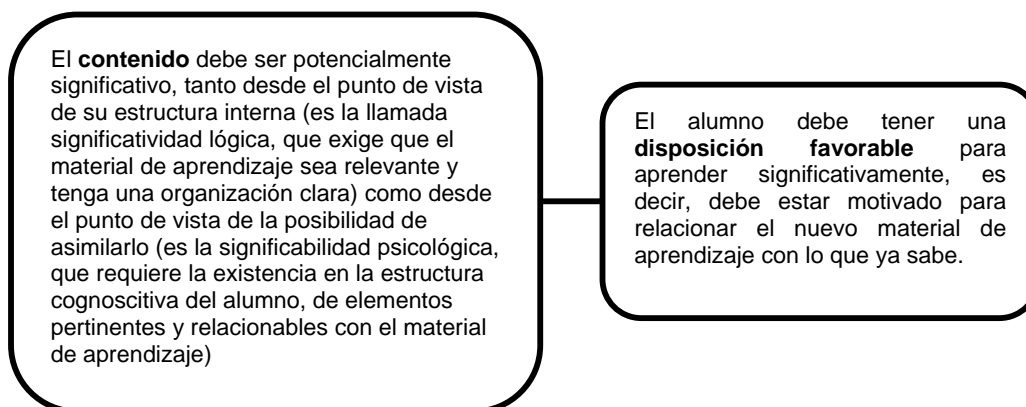 El contenido debe ser potencialmente
significativo, tanto desde el punto de vista
de su estructura interna (es la llamada
significatividad lógica, que exige que el
material de aprendizaje sea relevante y
tenga una organización clara) como desde
el punto de vista de la posibilidad de
asimilarlo (es la significabilidad psicológica,
que requiere la existencia en la estructura
cognoscitiva del alumno, de elementos
pertinentes y relacionables con el material
de aprendizaje)
El alumno debe tener una
disposición favorable para
aprender significativamente, es
decir, debe estar motivado para
relacionar el nuevo material de
aprendizaje con lo que ya sabe.